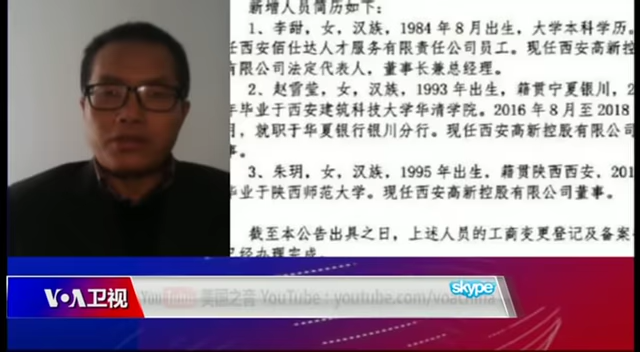 新增人员简历如下：
1、李甜，女，汉族，1984年8月出生，大学本科学历。
任西安佰仕达人才服务有限责任公司员工。现任西安高新控
有限公司法定代表人，董事长兼总经理。
2、赵雪莹，女，汉族，1993年出生，籍贯宁夏银川，2
年毕业于西安建筑科技大学华清学院。2016年8月至2018
月，就职于华夏银行银川分行。现任西安高新控股有限公司
事。
3、朱玥，女，汉族，1995年出生，籍贯陕西西安，201
毕业于陕西师范大学。现任西安高新控股有限公司董事。
截至本公告出具之日，上述人员的工商变更登记及备案
已经办理完成。
VOA卫视
YouTube 美国之音 YouTube：youtube.com/voachina
skype